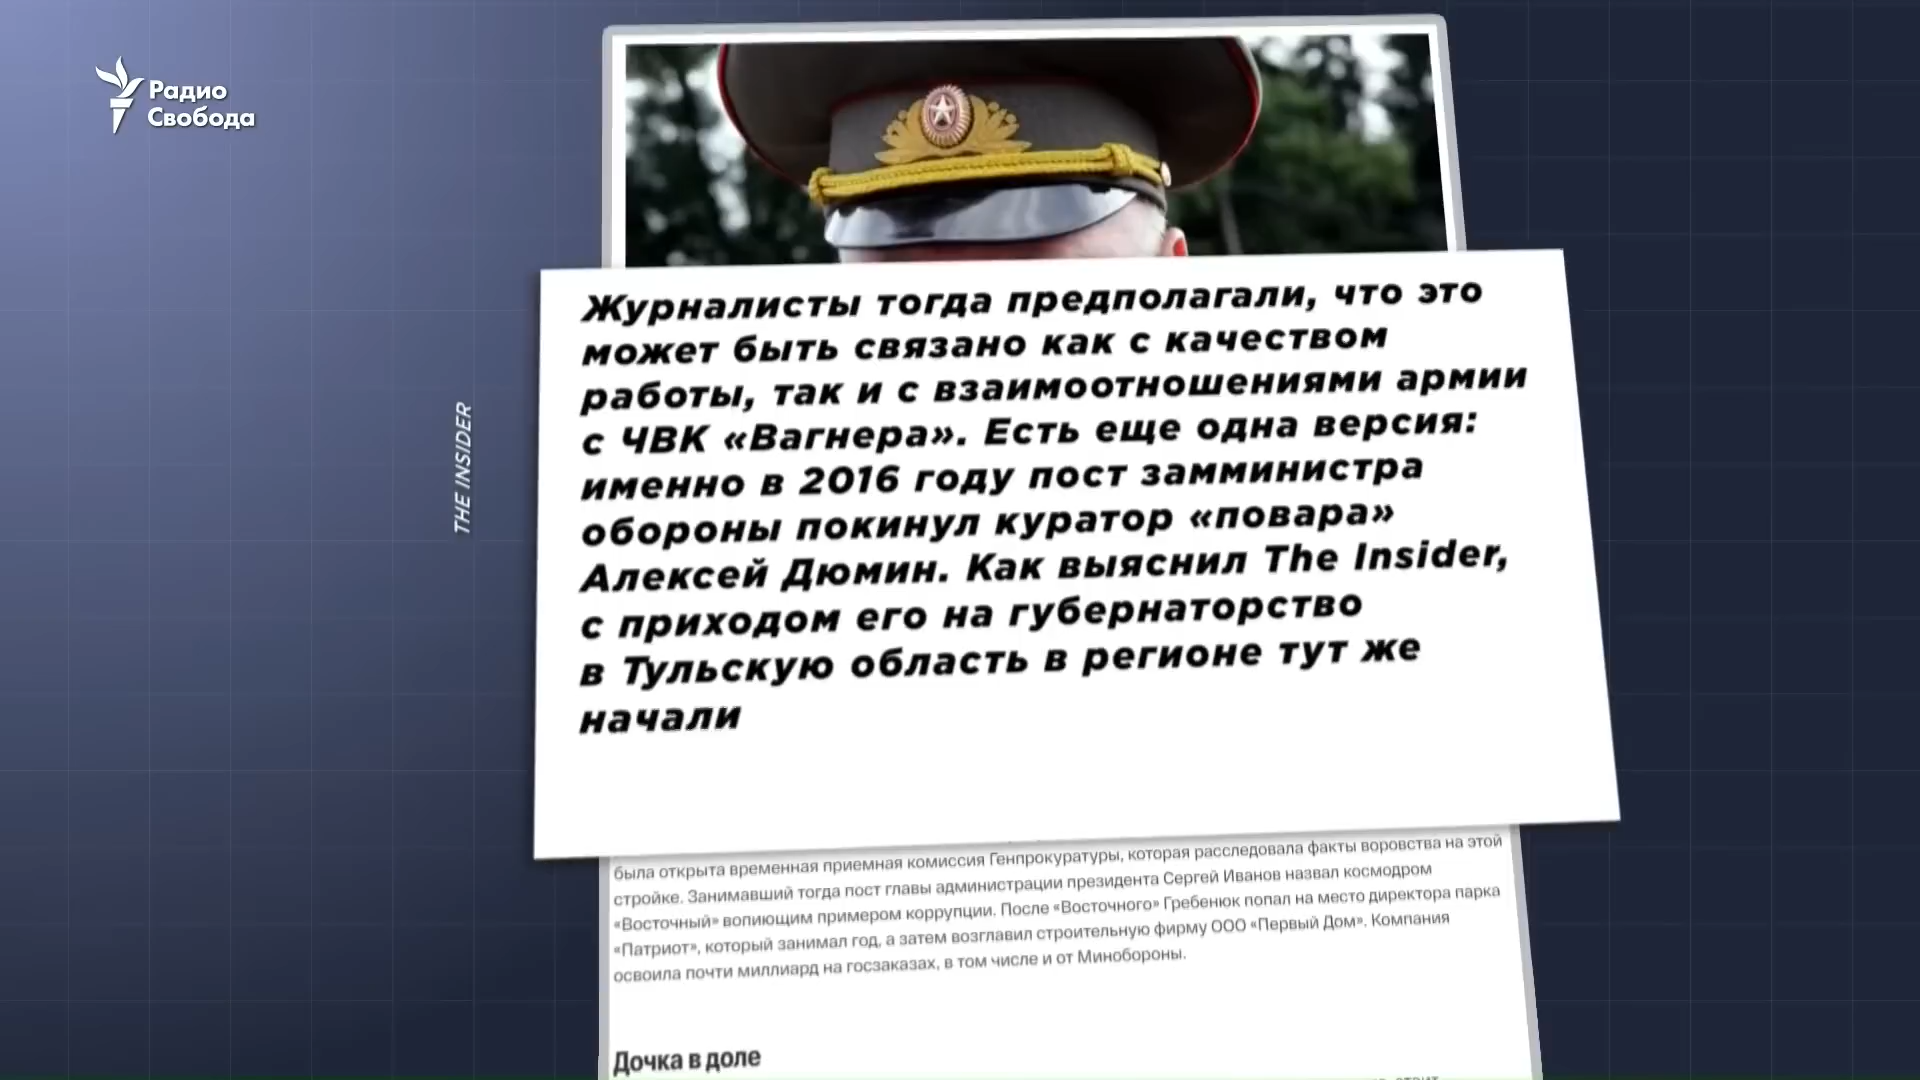 Радио
Свобода
THE INSIDER
Журналисты тогда предполагали, что это
может быть связано как с качеством
работы, так и с взаимоотношениями армии
с ЧВК «Вагнера». Есть еще одна версия:
именно в 2016 году пост замминистра
обороны покинул куратор «повара»
Алексей Дюмин. Как выяснил The Insider,
с приходом его на губернаторство
в Тульскую область в регионе тут же
начали
была открыта временная приемная комиссия Генпрокуратуры, которая расследовала факты воровства на этой
стройке. Занимавший тогда пост главы администрации президента Сергей Иванов назвал космодром
«Восточный» вопиющим примером коррупции. После «Восточного» Гребенюк попал на место директора парка
«Патриот», который занимал год, а затем возглавил строительную фирму ООО «Первый Дом». Компания
освоила почти миллиард на госзаказах, в том числе и от Минобороны.
Дочка в доле